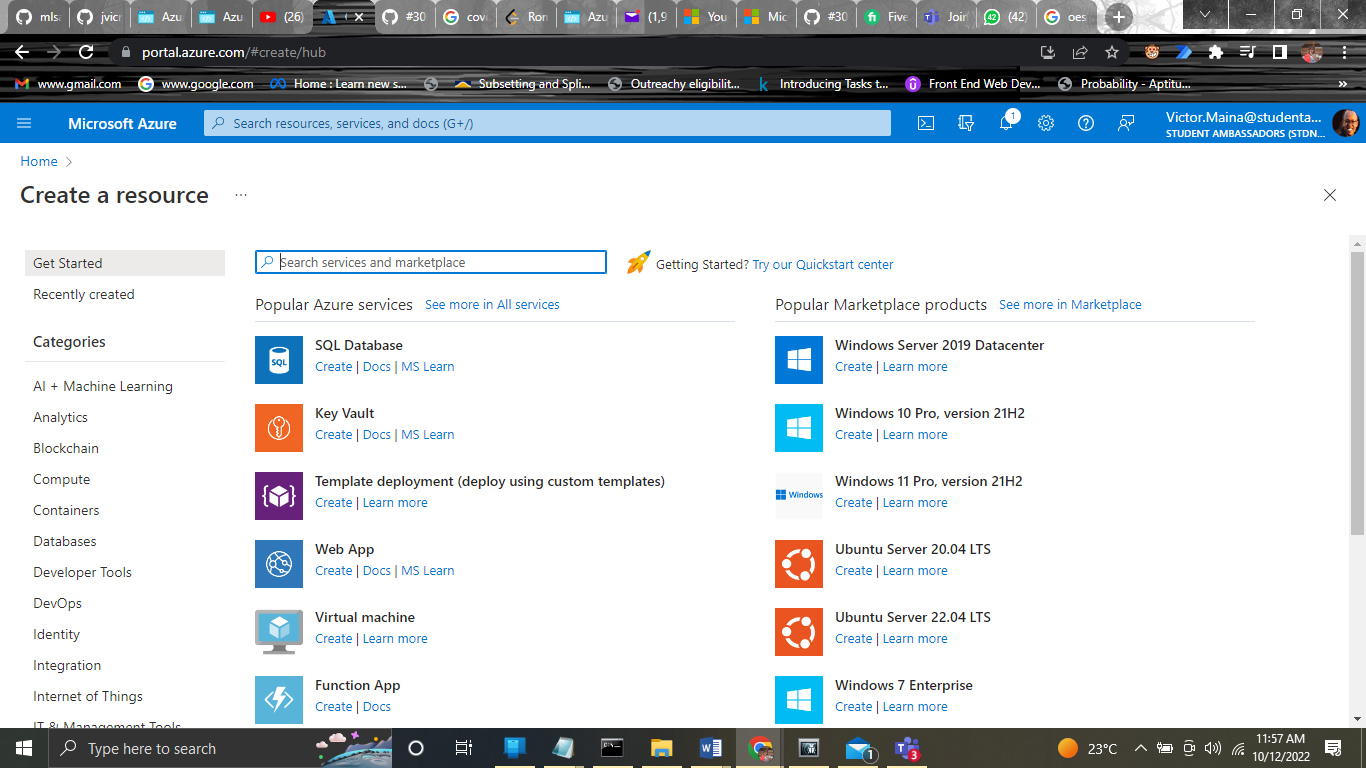 mlsa
jvicr
Azu
Azu
(26)
#30
cov
Ron
Azu
(1,9
You
Mic
#30
Five
Join
(42)
oes
portal.azure.com/#create/hub
www.gmail.com
www.google.com
Home : Learn new s...
Subsetting and Spli...
Outreachy eligibilit...
Introducing Tasks t...
Front End Web Dev...
Probability - Aptitu...
Microsoft Azure
Search resources, services, and docs (G+/)
1
Victor.Maina@studenta...
STUDENT AMBASSADORS (STDN...
Home
Create a resource
Get Started
Recently created
Categories
AI + Machine Learning
Analytics
Blockchain
Compute
Containers
Databases
Developer Tools
DevOps
Identity
Integration
Internet of Things
IT & Management Tools
Search services and marketplace
Getting Started? Try our Quickstart center
Popular Azure services See more in All services
SQL Database
Create | Docs | MS Learn
Key Vault
Create | Docs | MS Learn
Template deployment (deploy using custom templates)
Create | Learn more
Web App
Create | Docs | MS Learn
Virtual machine
Create | Learn more
Function App
Create | Docs
Popular Marketplace products See more in Marketplace
Windows Server 2019 Datacenter
Create | Learn more
Windows 10 Pro, version 21H2
Create | Learn more
Windows
Windows 11 Pro, version 21H2
Create | Learn more
Ubuntu Server 20.04 LTS
Create | Learn more
Ubuntu Server 22.04 LTS
Create | Learn more
Windows 7 Enterprise
Create | Learn more
SQL
Type here to search
1
3
23°C
11:57 AM
10/12/2022